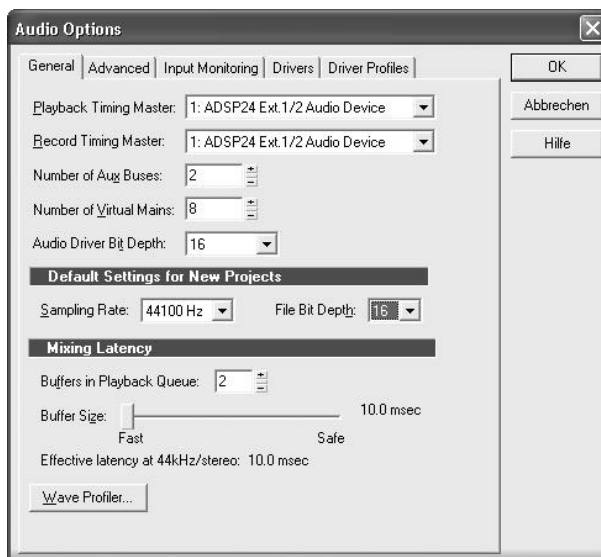 Audio Options
General Advanced Input Monitoring Drivers Driver Profiles
OK
Abbrechen
Hilfe
Playback Timing Master: 1: ADSP24 Ext.1/2 Audio Device
Record Timing Master: 1: ADSP24 Ext.1/2 Audio Device
Number of Aux Buses: 2
Number of Virtual Mains: 8
Audio Driver Bit Depth: 16
Default Settings for New Projects
Sampling Rate: 44100 Hz File Bit Depth: 16
Mixing Latency
Buffers in Playback Queue: 2
Buffer Size: 10.0 msec
Fast Safe
Effective latency at 44kHz/stereo: 10.0 msec
Wave Profiler...